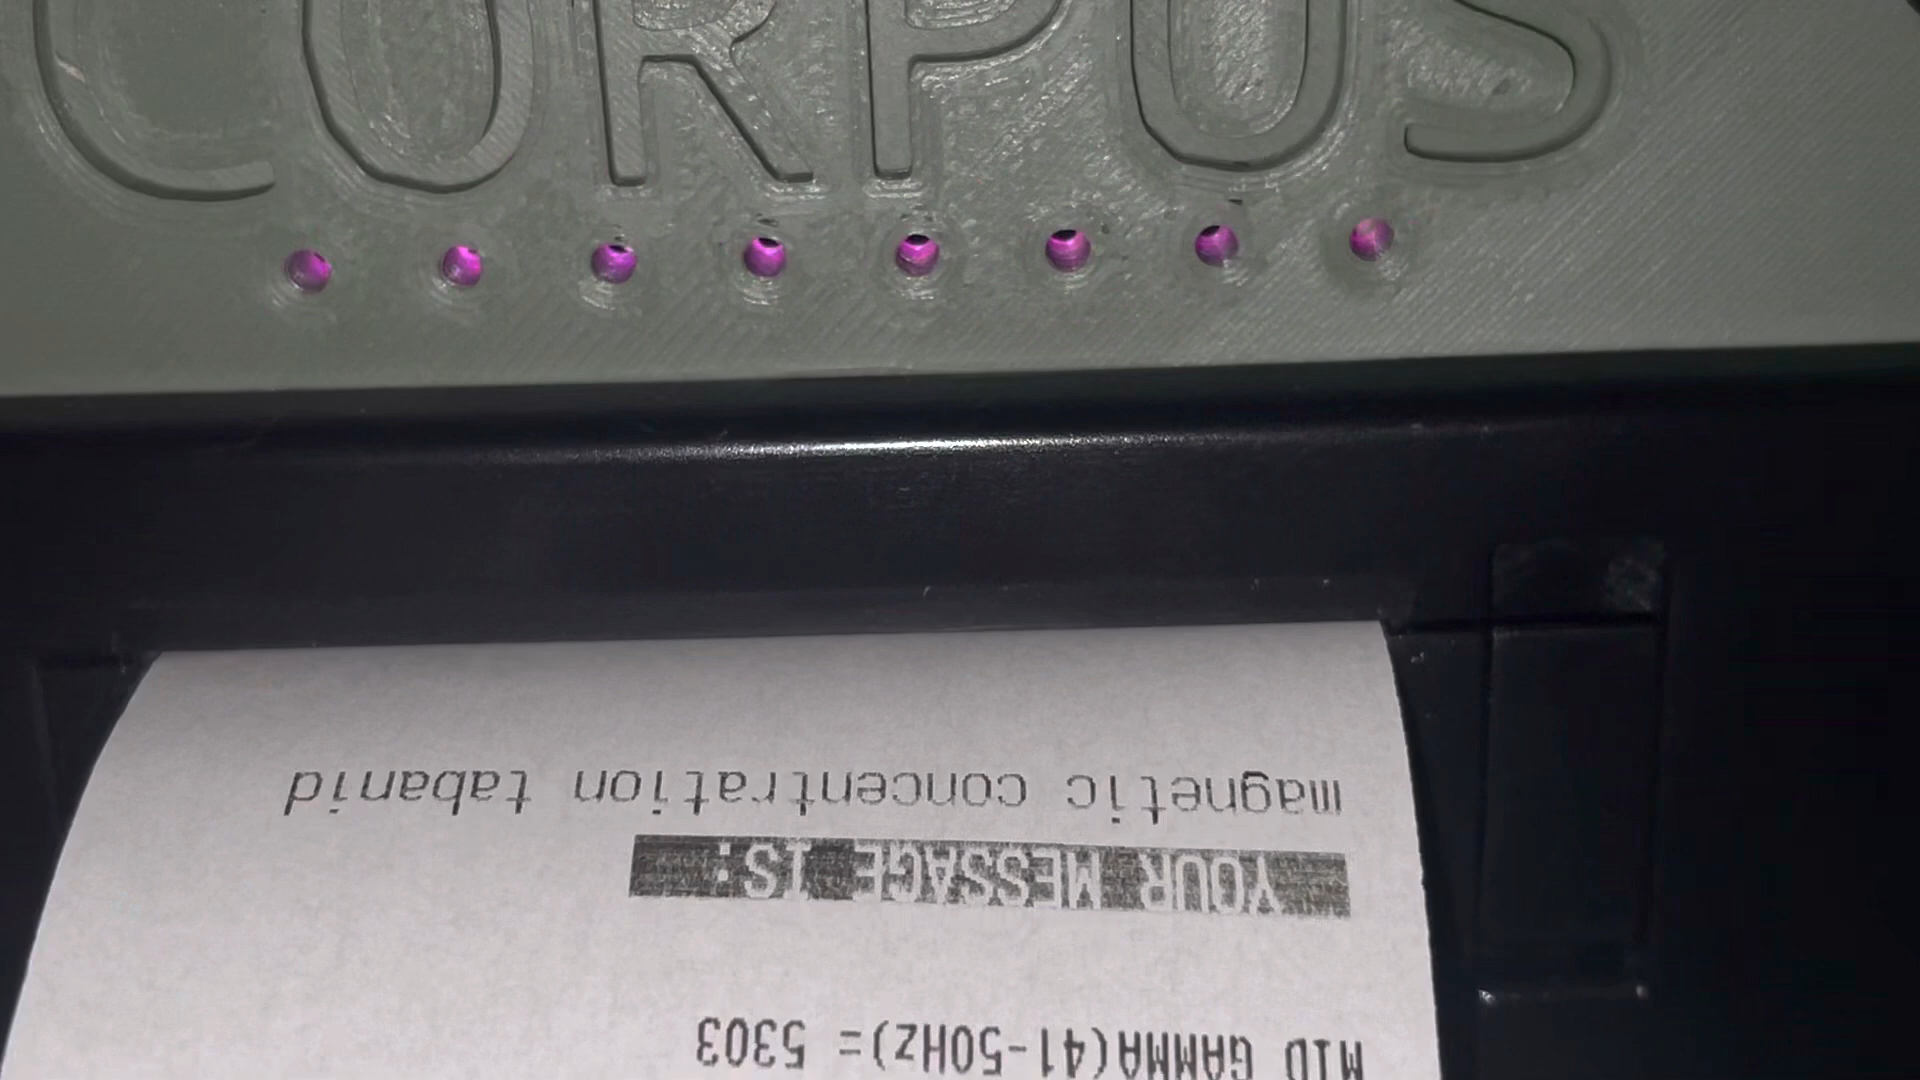 CORPUS
MID GAMMA(41-50Hz)= 5303
YOUR MESSAGE IS:
magnetic concentration tabanid